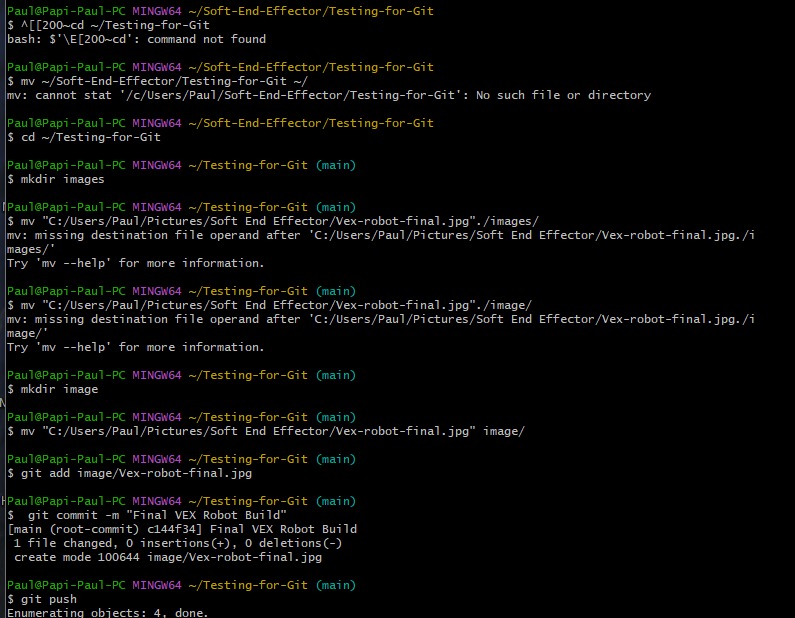 Paul@Papi-Paul-PC MINGW64 ~/Soft-End-Effector/Testing-for-Git
$ ^[[200~cd ~/Testing-for-Git
bash: $'\E[200~cd': command not found
Paul@Papi-Paul-PC MINGW64 ~/Soft-End-Effector/Testing-for-Git
$ mv ~/Soft-End-Effector/Testing-for-Git ~/
mv: cannot stat '/c/Users/Paul/Soft-End-Effector/Testing-for-Git': No such file or directory
Paul@Papi-Paul-PC MINGW64 ~/Soft-End-Effector/Testing-for-Git
$ cd ~/Testing-for-Git
Paul@Papi-Paul-PC MINGW64 ~/Testing-for-Git (main)
$ mkdir images
Paul@Papi-Paul-PC MINGW64 ~/Testing-for-Git (main)
$ mv "C:/Users/Paul/Pictures/Soft End Effector/Vex-robot-final.jpg"./images/
mv: missing destination file operand after 'C:/Users/Paul/Pictures/Soft End Effector/Vex-robot-final.jpg./i
mages/'
Try 'mv --help' for more information.
Paul@Papi-Paul-PC MINGW64 ~/Testing-for-Git (main)
$ mv "C:/Users/Paul/Pictures/Soft End Effector/Vex-robot-final.jpg"./image/
mv: missing destination file operand after 'C:/Users/Paul/Pictures/Soft End Effector/Vex-robot-final.jpg./i
mage/'
Try 'mv --help' for more information.
Paul@Papi-Paul-PC MINGW64 ~/Testing-for-Git (main)
$ mkdir image
Paul@Papi-Paul-PC MINGW64 ~/Testing-for-Git (main)
$ mv "C:/Users/Paul/Pictures/Soft End Effector/Vex-robot-final.jpg" image/
Paul@Papi-Paul-PC MINGW64 ~/Testing-for-Git (main)
$ git add image/Vex-robot-final.jpg
Paul@Papi-Paul-PC MINGW64 ~/Testing-for-Git (main)
$  git commit -m "Final VEX Robot Build"
[main (root-commit) c144f34] Final VEX Robot Build
 1 file changed, 0 insertions(+), 0 deletions(-)
 create mode 100644 image/Vex-robot-final.jpg
Paul@Papi-Paul-PC MINGW64 ~/Testing-for-Git (main)
$ git push
Enumerating objects: 4, done.